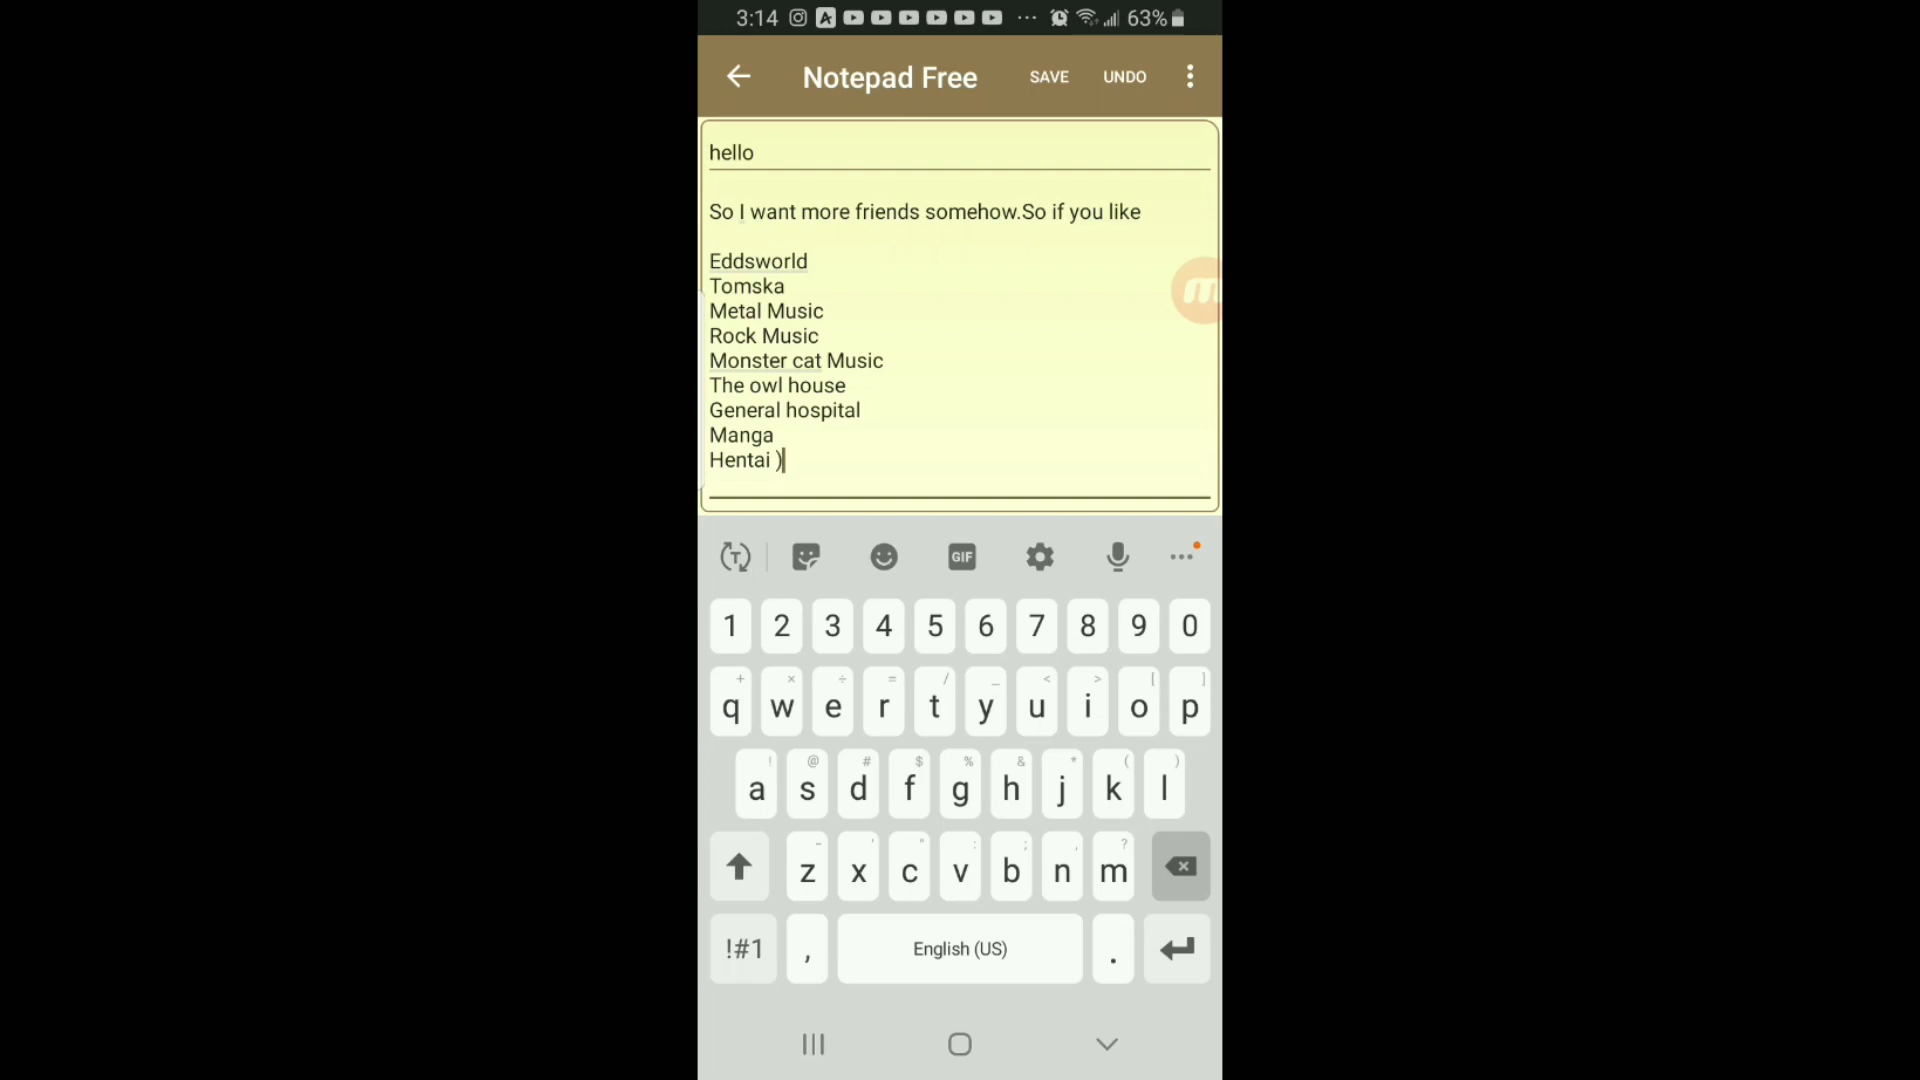 3:14 63%
Notepad Free SAVE UNDO
hello
So I want more friends somehow.So if you like
Eddsworld
Tomska
Metal Music
Rock Music
Monster cat Music
The owl house
General hospital
Manga
Hentai )
GIF
1 2 3 4 5 6 7 8 9 0
+ × ÷ = / _ < > [ ]
q w e r t y u i o p
! @ # $ % & * ( )
a s d f g h j k l
- ' " : ; , ?
z x c v b n m
!#1 , English (US) .